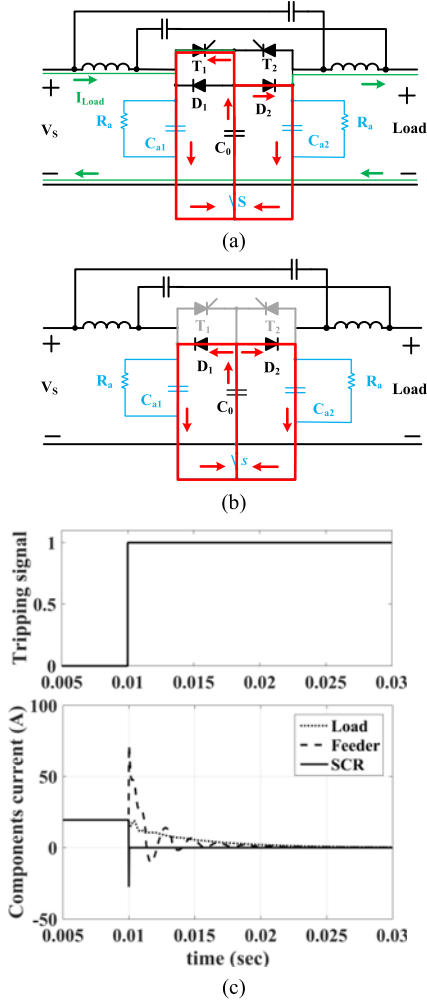 T1 T2
ILoad
+ +
D1 D2
VS Ra Ca1 C0 Ca2 Ra Load
− S −
(a)
T1 T2
+ +
D1 D2
VS Ra Ca1 C0 Ca2 Ra Load
− s −
(b)
Tripping signal
1
0.5
0
0.005 0.01 0.015 0.02 0.025 0.03
Components current (A)
100
50
0
-50
Load
Feeder
SCR
0.005 0.01 0.015 0.02 0.025 0.03
time (sec)
(c)